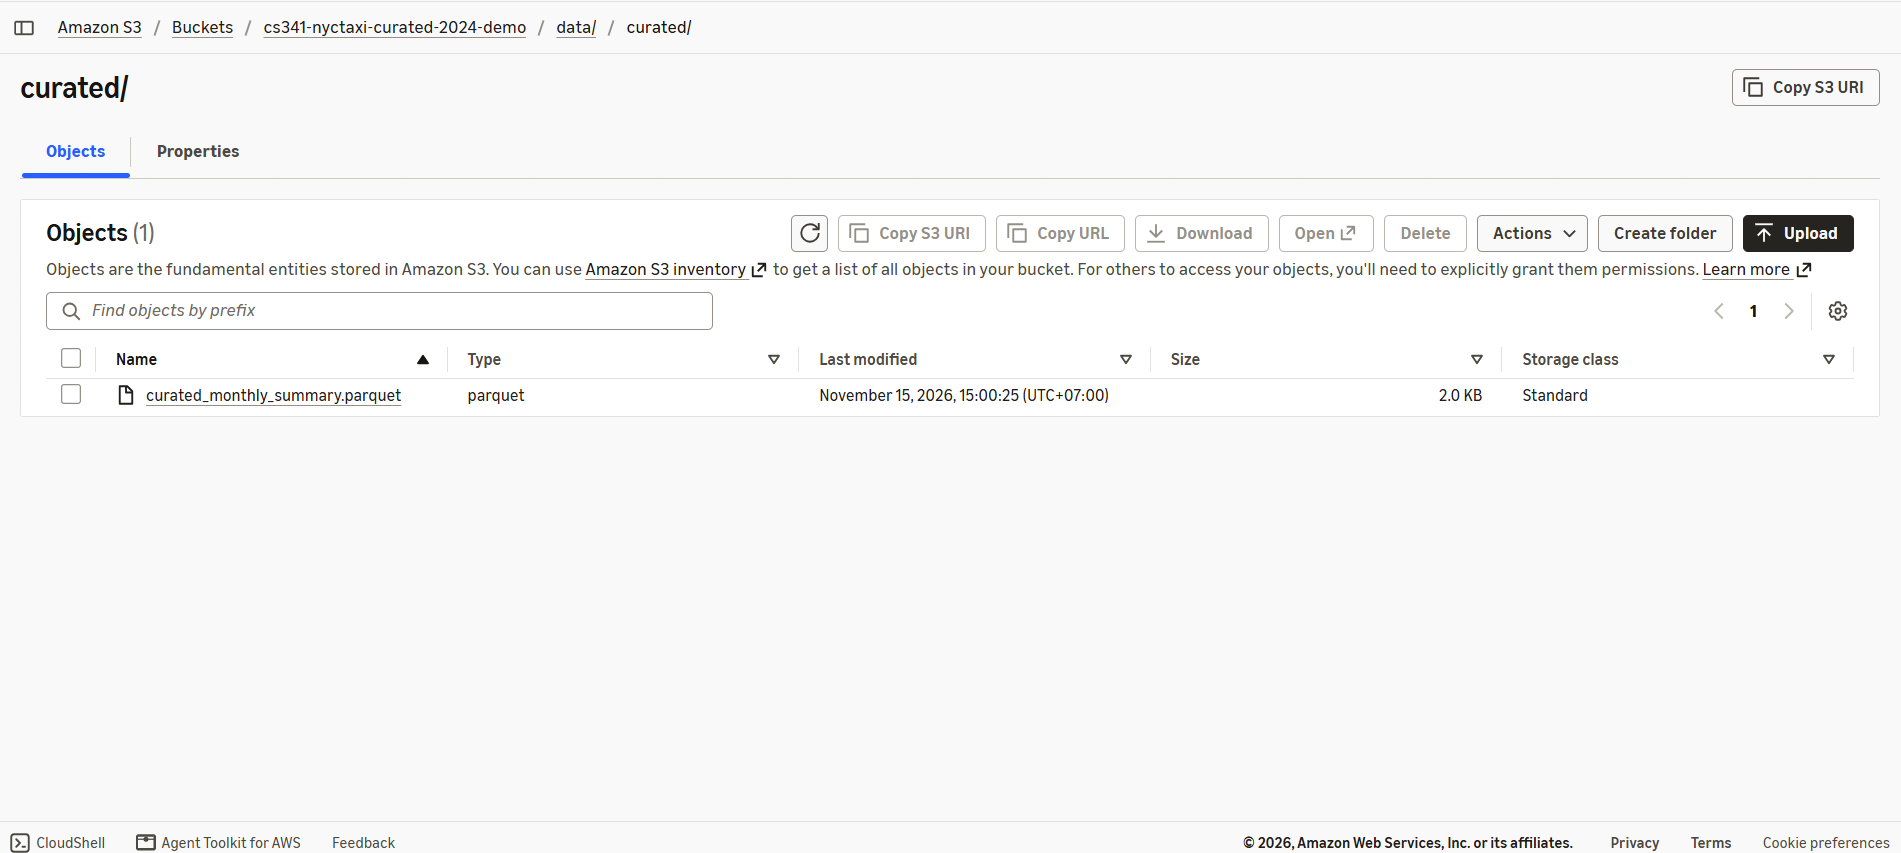 Amazon S3 / Buckets / cs341-nyctaxi-curated-2024-demo / data/ / curated/
curated/
Copy S3 URI
Objects
Properties
Objects (1)
Copy S3 URI
Copy URL
Download
Open
Delete
Actions
Create folder
Upload
Objects are the fundamental entities stored in Amazon S3. You can use Amazon S3 inventory to get a list of all objects in your bucket. For others to access your objects, you'll need to explicitly grant them permissions. Learn more
Find objects by prefix
1
Name Type Last modified Size Storage class
curated_monthly_summary.parquet parquet November 15, 2026, 15:00:25 (UTC+07:00) 2.0 KB Standard
CloudShell Agent Toolkit for AWS Feedback © 2026, Amazon Web Services, Inc. or its affiliates. Privacy Terms Cookie preferences